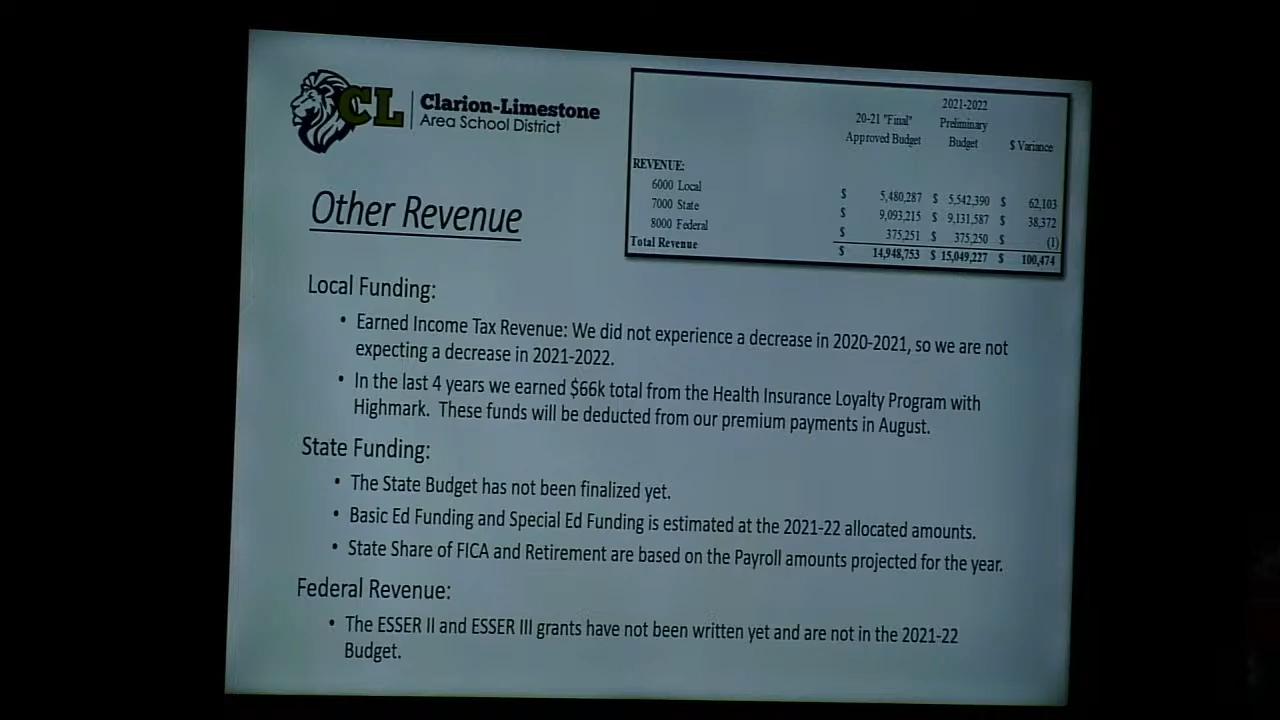 CL Clarion-Limestone
Area School District
2021-2022
20-21 "Final" Preliminary
Approved Budget Budget $ Variance
REVENUE:
6000 Local $ 5,480,287 $ 5,542,390 $ 62,103
7000 State $ 9,093,215 $ 9,131,587 $ 38,372
8000 Federal $ 375,251 $ 375,250 $ (1)
Total Revenue $ 14,948,753 $ 15,049,227 $ 100,474
Other Revenue
Local Funding:
• Earned Income Tax Revenue: We did not experience a decrease in 2020-2021, so we are not
expecting a decrease in 2021-2022.
• In the last 4 years we earned $66k total from the Health Insurance Loyalty Program with
Highmark. These funds will be deducted from our premium payments in August.
State Funding:
• The State Budget has not been finalized yet.
• Basic Ed Funding and Special Ed Funding is estimated at the 2021-22 allocated amounts.
• State Share of FICA and Retirement are based on the Payroll amounts projected for the year.
Federal Revenue:
• The ESSER II and ESSER III grants have not been written yet and are not in the 2021-22
Budget.